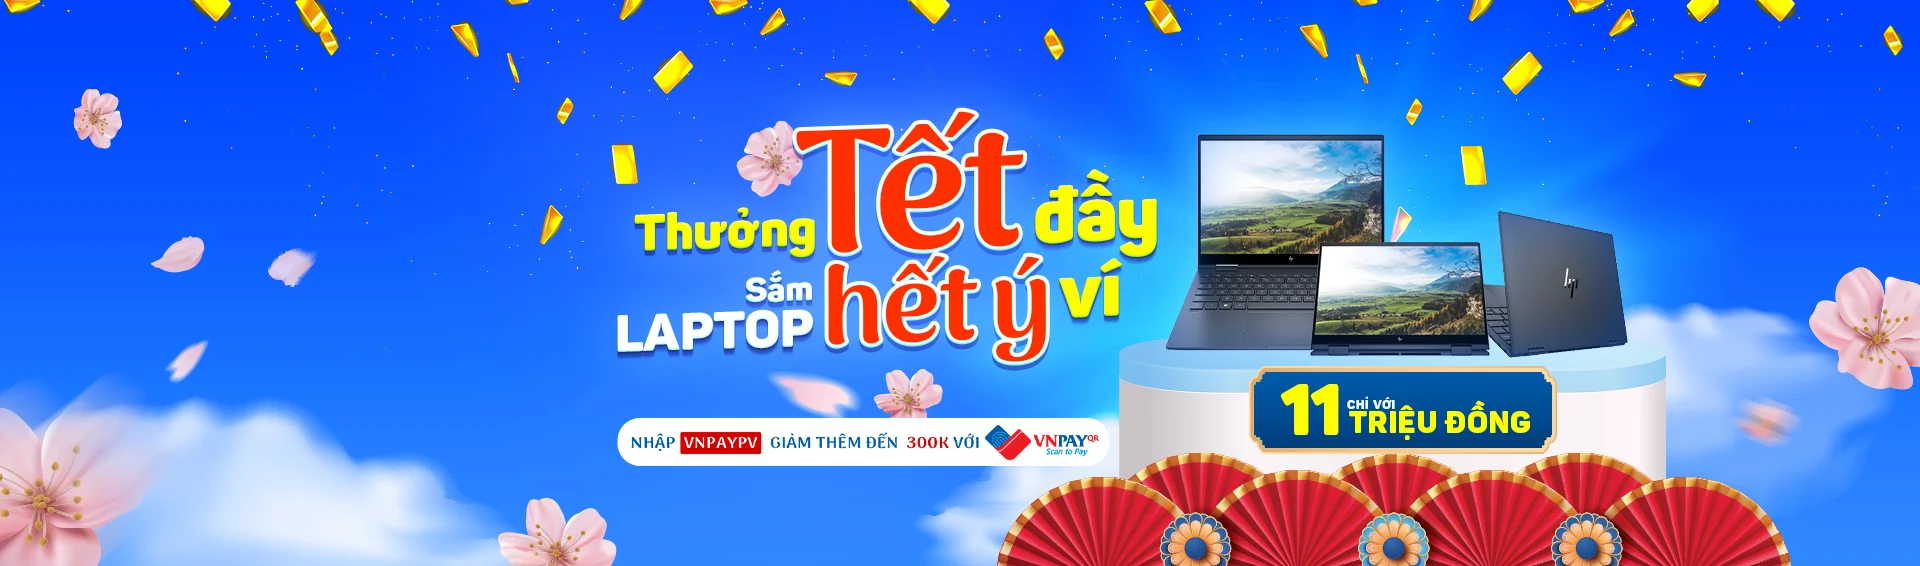 Thưởng Tết đầy ví
Sắm LAPTOP hết ý
NHẬP VNPAYPV GIẢM THÊM ĐẾN 300K VỚI VNPAYQR
Scan to Pay
hp
11 CHỈ VỚI
TRIỆU ĐỒNG